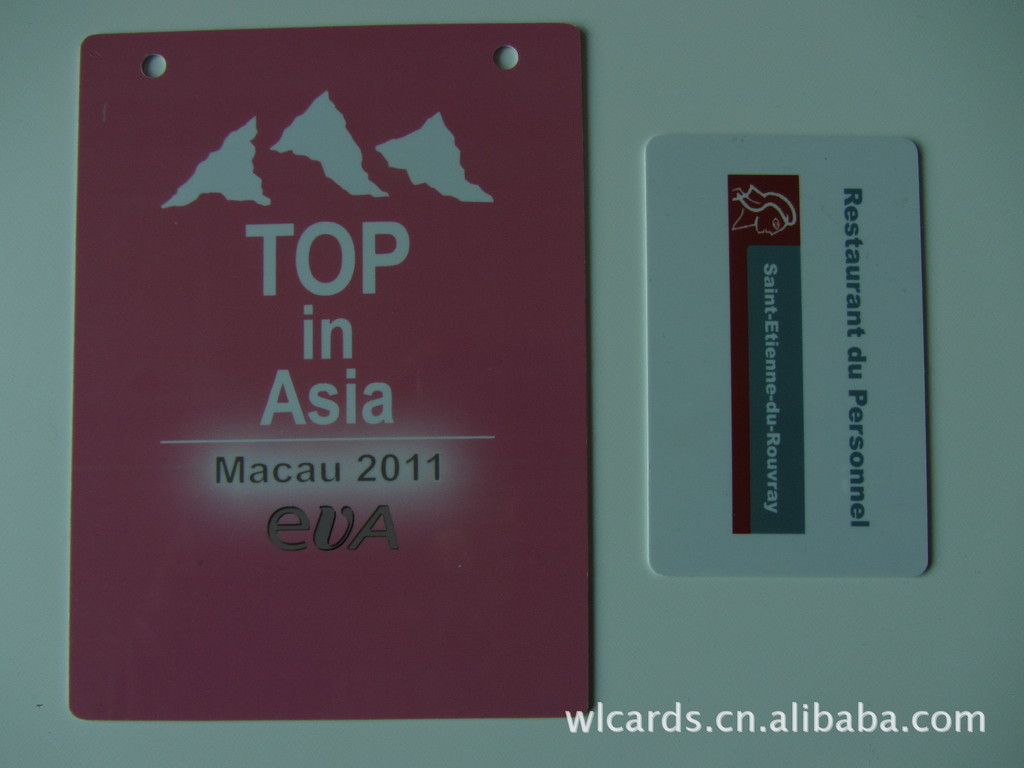 TOP
in
Asia
Macau 2011
evA
Restaurant du Personnel
Saint-Etienne-du-Rouvray
wlcards.cn.alibaba.com